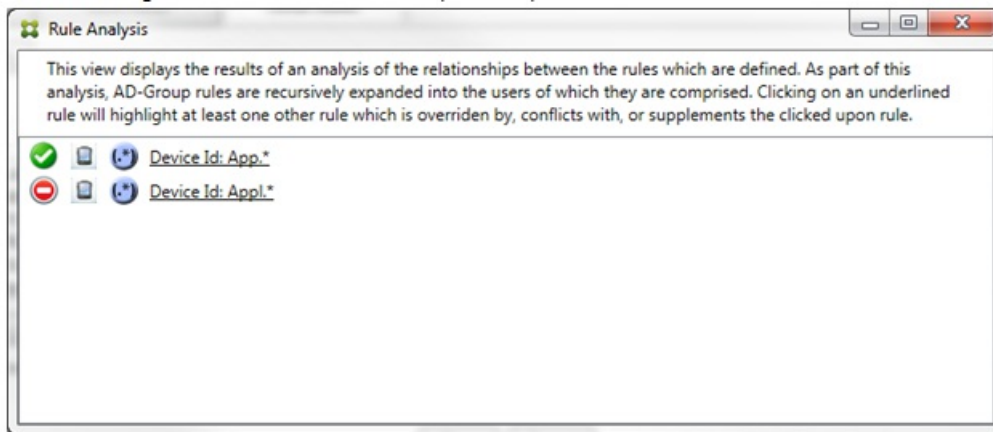 Rule Analysis
This view displays the results of an analysis of the relationships between the rules which are defined. As part of this
analysis, AD-Group rules are recursively expanded into the users of which they are comprised. Clicking on an underlined
rule will highlight at least one other rule which is overriden by, conflicts with, or supplements the clicked upon rule.
(.*) Device Id: App.*
(.*) Device Id: Appl.*